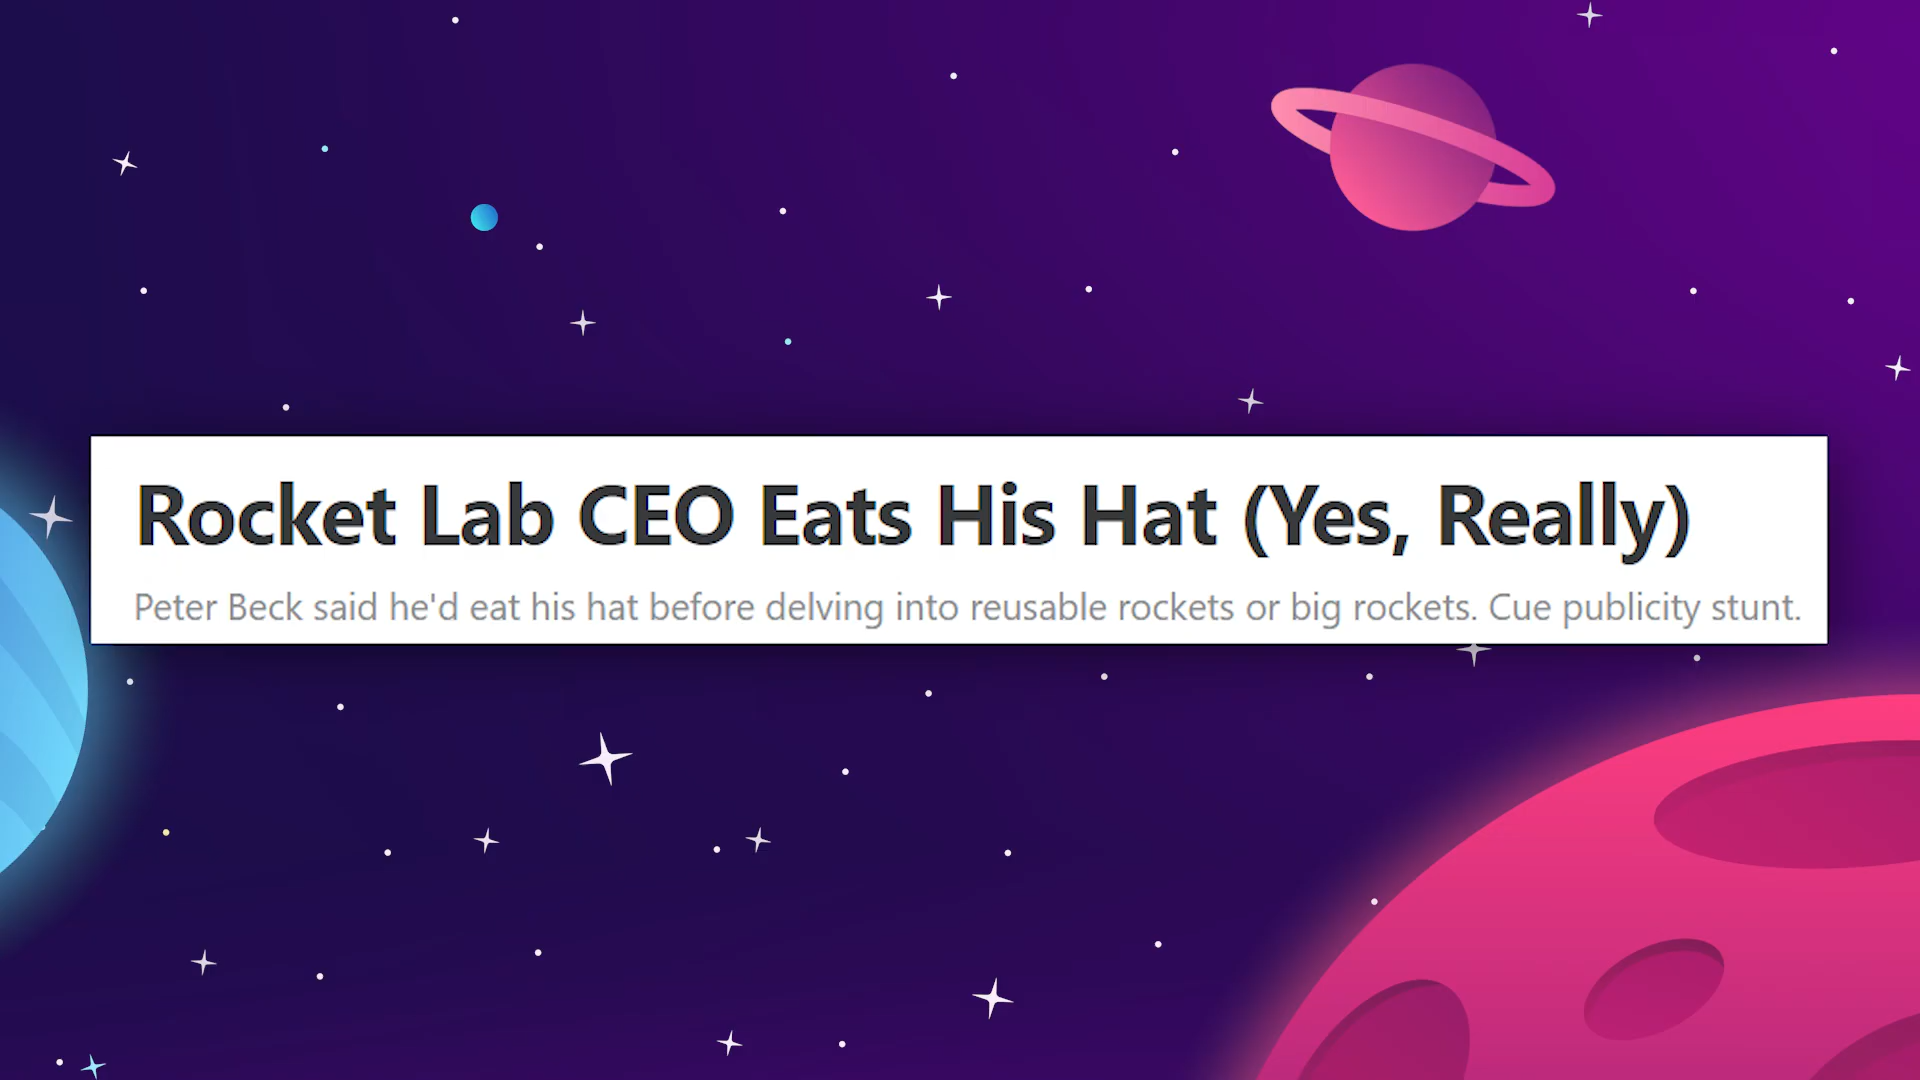 Rocket Lab CEO Eats His Hat (Yes, Really)
Peter Beck said he'd eat his hat before delving into reusable rockets or big rockets. Cue publicity stunt.